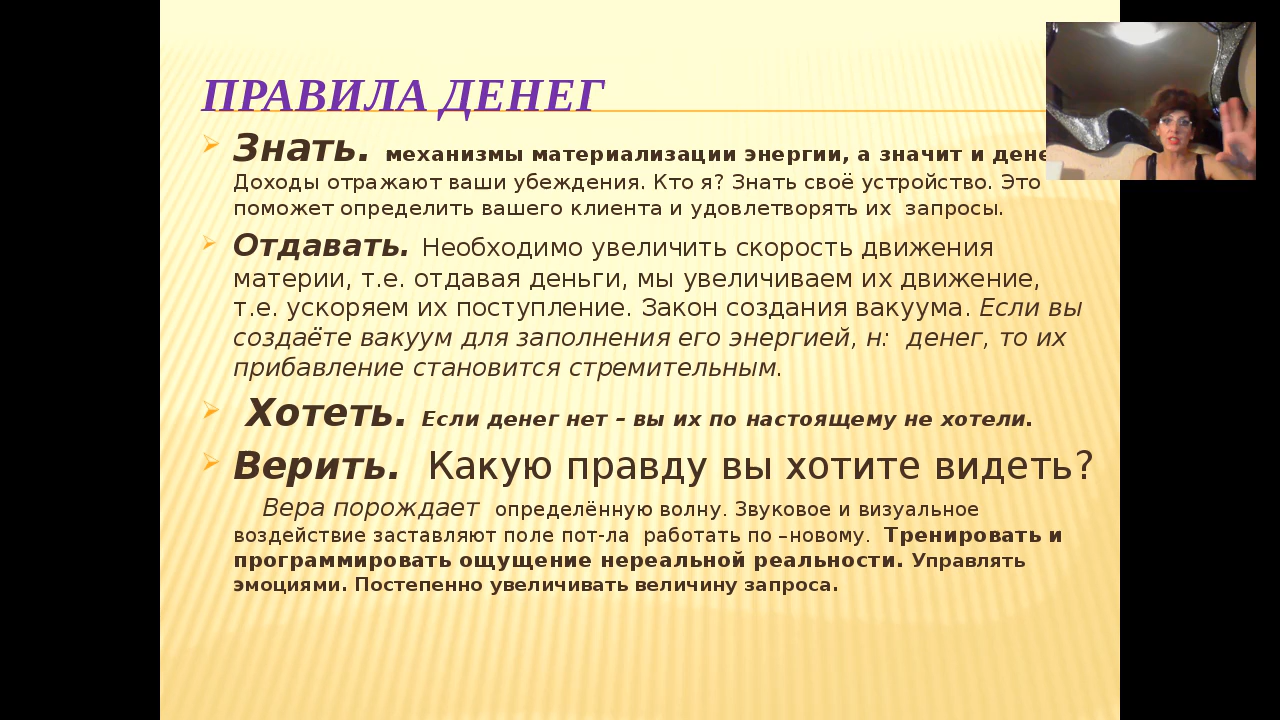 ПРАВИЛА ДЕНЕГ
Знать. механизмы материализации энергии, а значит и
Доходы отражают ваши убеждения. Кто я? Знать своё устройство. Это
поможет определить вашего клиента и удовлетворять их запросы.
Отдавать. Необходимо увеличить скорость движения
материи, т.е. отдавая деньги, мы увеличиваем их движение,
т.е. ускоряем их поступление. Закон создания вакуума. Если вы
создаёте вакуум для заполнения его энергией, н: денег, то их
прибавление становится стремительным.
Хотеть. Если денег нет – вы их по настоящему не хотели.
Верить. Какую правду вы хотите видеть?
Вера порождает определённую волну. Звуковое и визуальное
воздействие заставляют поле пот-ла работать по –новому. Тренировать и
программировать ощущение нереальной реальности. Управлять
эмоциями. Постепенно увеличивать величину запроса.